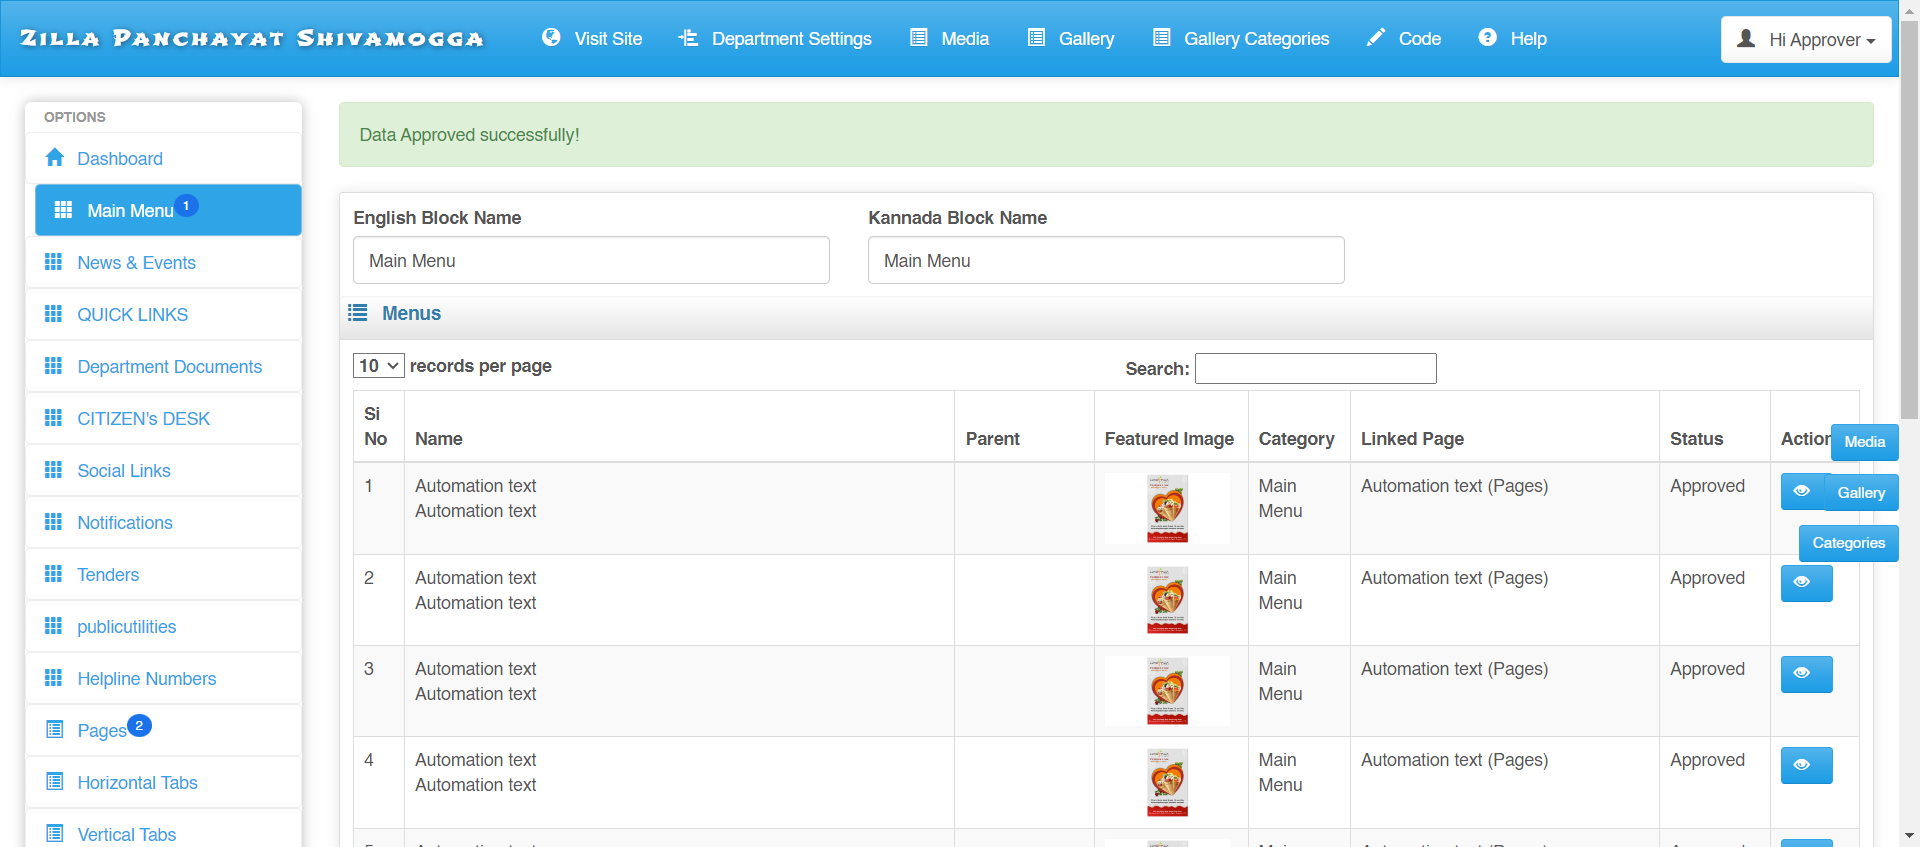 Zilla Panchayat Shivamogga
Visit Site
Department Settings
Media
Gallery
Gallery Categories
Code
Help
Hi Approver
OPTIONS
Dashboard
Main Menu 1
News & Events
QUICK LINKS
Department Documents
CITIZEN's DESK
Social Links
Notifications
Tenders
publicutilities
Helpline Numbers
Pages 2
Horizontal Tabs
Vertical Tabs
Data Approved successfully!
English Block Name
Kannada Block Name
Main Menu
Main Menu
Menus
10 records per page
Search:
Si No
Name
Parent
Featured Image
Category
Linked Page
Status
Action
1
Automation text
Automation text
Main
Menu
Automation text (Pages)
Approved
2
Automation text
Automation text
Main
Menu
Automation text (Pages)
Approved
3
Automation text
Automation text
Main
Menu
Automation text (Pages)
Approved
4
Automation text
Automation text
Main
Menu
Automation text (Pages)
Approved
Media
Gallery
Categories